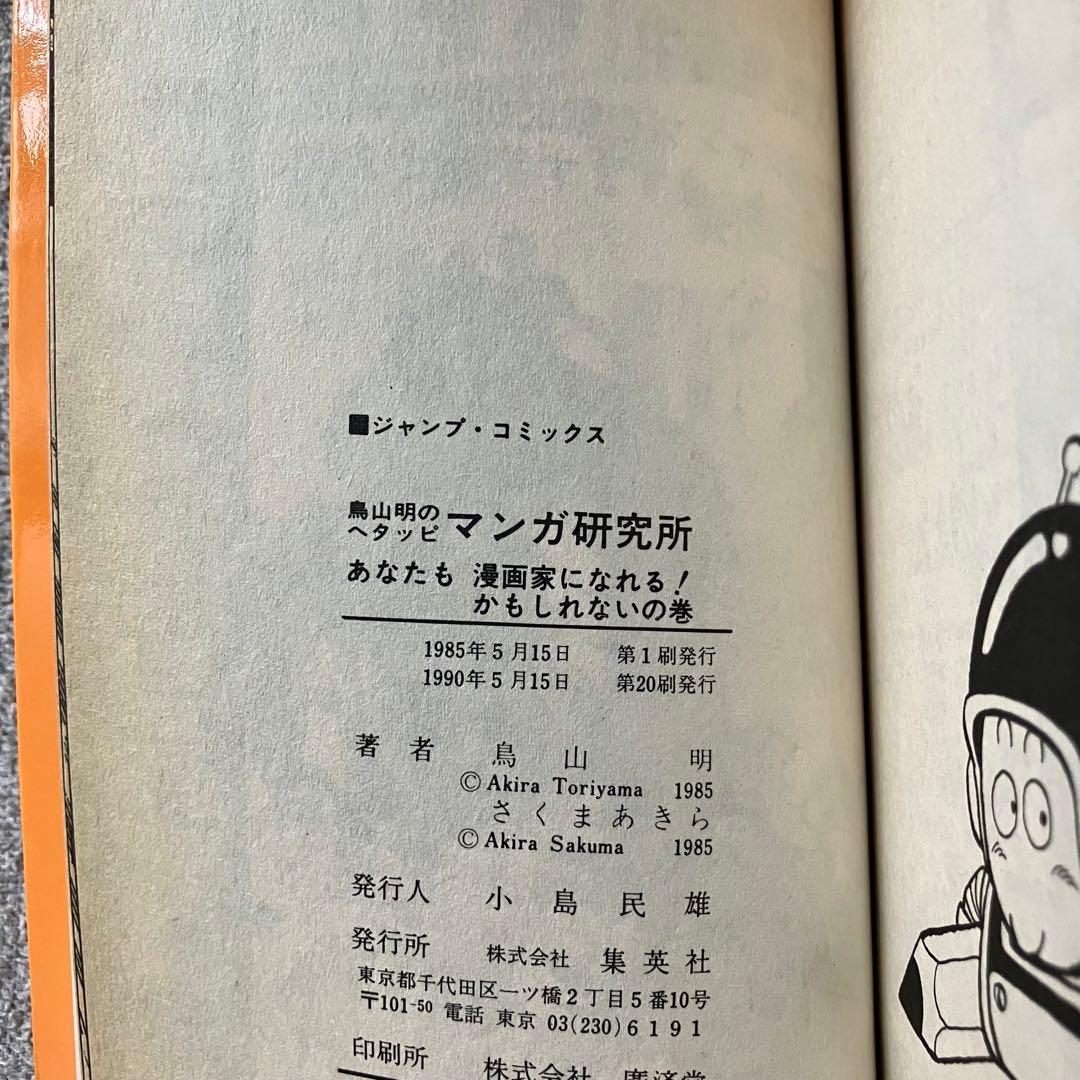 ■ジャンプ・コミックス
鳥山明の
ヘタッピ マンガ研究所
あなたも 漫画家になれる!
かもしれないの巻
1985年5月15日 第1刷発行
1990年5月15日 第20刷発行
著者 鳥山明
© Akira Toriyama 1985
さくまあきら
© Akira Sakuma 1985
発行人 小島民雄
発行所 株式会社 集英社
東京都千代田区一ツ橋2丁目5番10号
〒101-50 電話 東京 03(230)6191
印刷所 株式会社 廣済堂